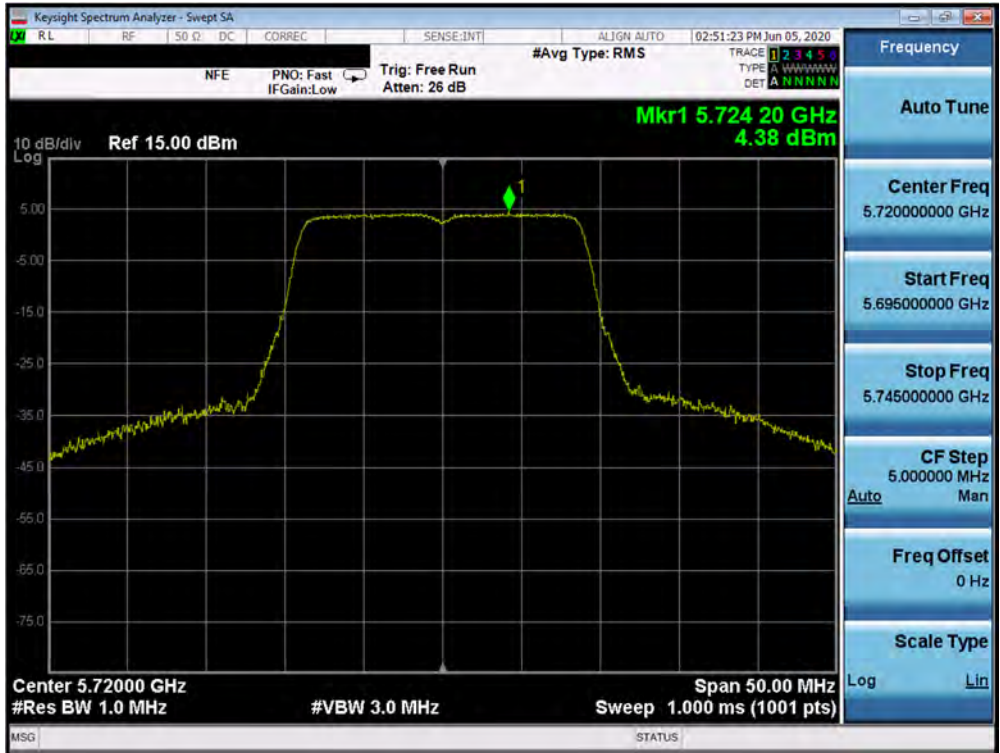 Keysight Spectrum Analyzer - Swept SA
LXI RL RF 50 Ω DC CORREC SENSE:INT ALIGN AUTO 02:51:23 PM Jun 05, 2020
NFE PNO: Fast Trig: Free Run #Avg Type: RMS TRACE 1 2 3 4 5 6
IFGain:Low Atten: 26 dB TYPE A WWWWW
DET A N N N N N
Frequency
Mkr1 5.724 20 GHz
4.38 dBm
10 dB/div Ref 15.00 dBm
Log
1
5.00
-5.00
-15.0
-25.0
-35.0
-45.0
-55.0
-65.0
-75.0
Center 5.72000 GHz Span 50.00 MHz
#Res BW 1.0 MHz #VBW 3.0 MHz Sweep 1.000 ms (1001 pts)
MSG STATUS
Auto Tune
Center Freq
5.720000000 GHz
Start Freq
5.695000000 GHz
Stop Freq
5.745000000 GHz
CF Step
5.000000 MHz
Auto Man
Freq Offset
0 Hz
Scale Type
Log Lin